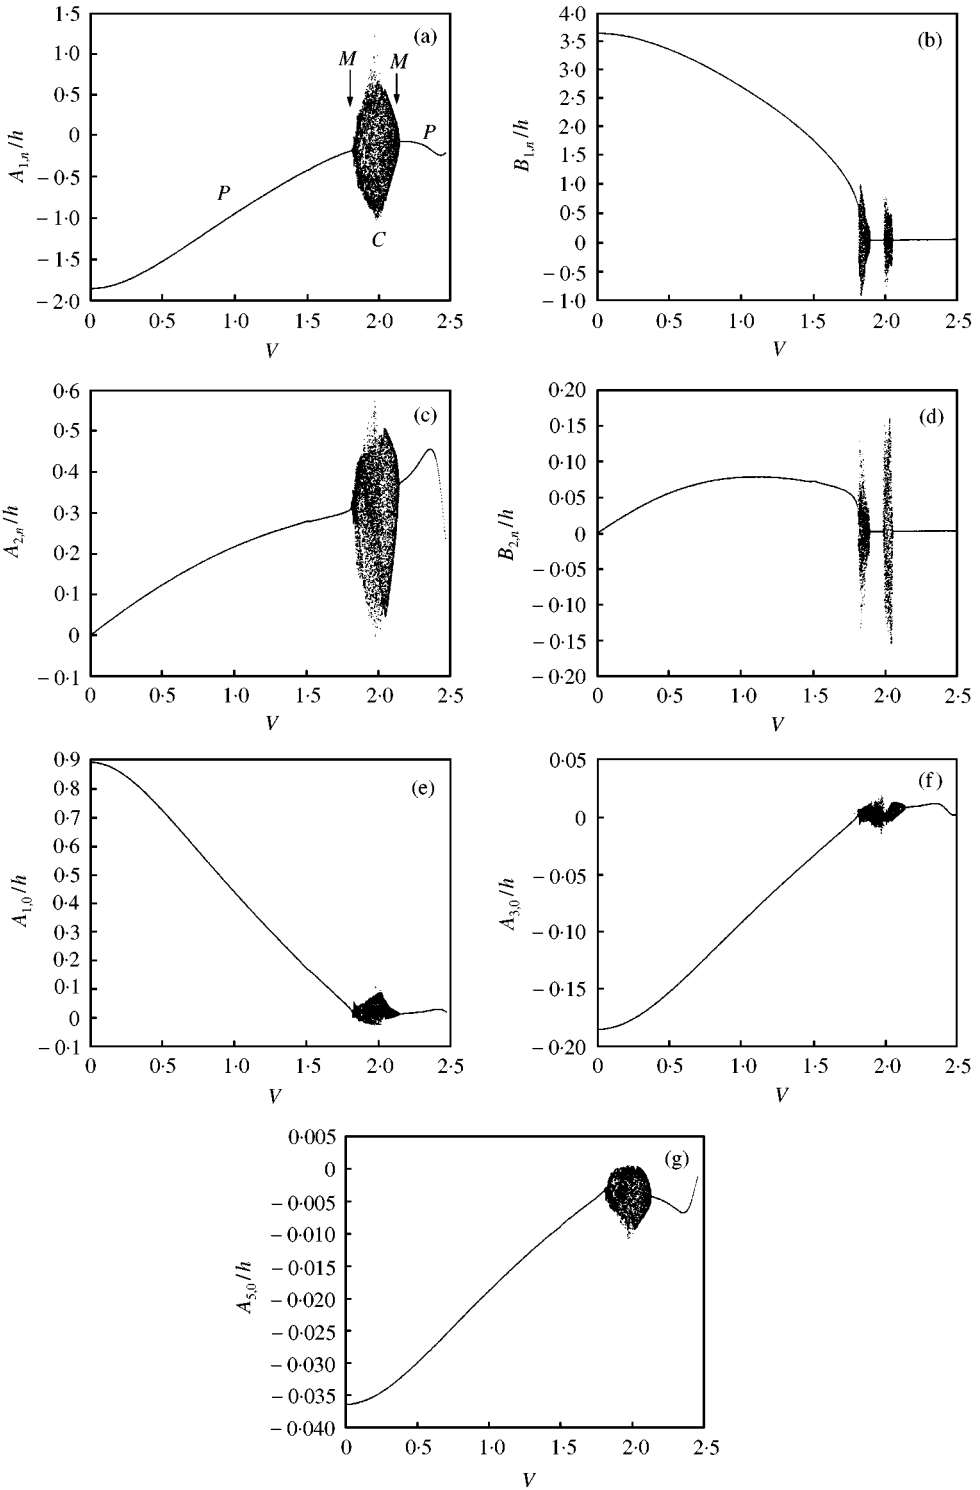 1·5
1·0
0·5
0
−0·5
−1·0
−1·5
−2·0
A1,n/h
(a)
M
M
P
P
C
0 0·5 1·0 1·5 2·0 2·5
V
4·0
3·5
3·0
2·5
2·0
1·5
1·0
0·5
0
−0·5
−1·0
B1,n/h
(b)
0 0·5 1·0 1·5 2·0 2·5
V
0·6
0·5
0·4
0·3
0·2
0·1
0
−0·1
A2,n/h
(c)
0 0·5 1·0 1·5 2·0 2·5
V
0·20
0·15
0·10
0·05
0
−0·05
−0·10
−0·15
−0·20
B2,n/h
(d)
0 0·5 1·0 1·5 2·0 2·5
V
0·9
0·8
0·7
0·6
0·5
0·4
0·3
0·2
0·1
0
−0·1
A1,0/h
(e)
0 0·5 1·0 1·5 2·0 2·5
V
0·05
0
−0·05
−0·10
−0·15
−0·20
A3,0/h
(f)
0 0·5 1·0 1·5 2·0 2·5
V
0·005
0
−0·005
−0·010
−0·015
−0·020
−0·025
−0·030
−0·035
−0·040
A5,0/h
(g)
0 0·5 1·0 1·5 2·0 2·5
V